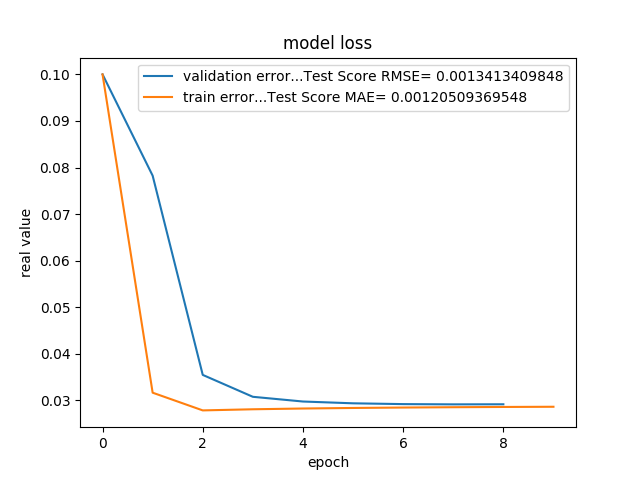 model loss
validation error...Test Score RMSE= 0.0013413409848
train error...Test Score MAE= 0.00120509369548
real value
0.10
0.09
0.08
0.07
0.06
0.05
0.04
0.03
0 2 4 6 8
epoch